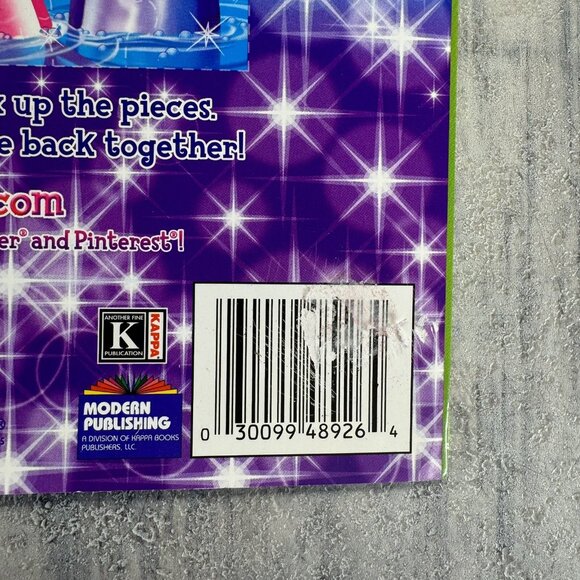 up the pieces.
back together!
.com
and Pinterest®!
ANOTHER FINE
K
PUBLICATION
KAPPA
MODERN
PUBLISHING
A DIVISION OF KAPPA BOOKS
PUBLISHERS, LLC.
0 30099 48926 4